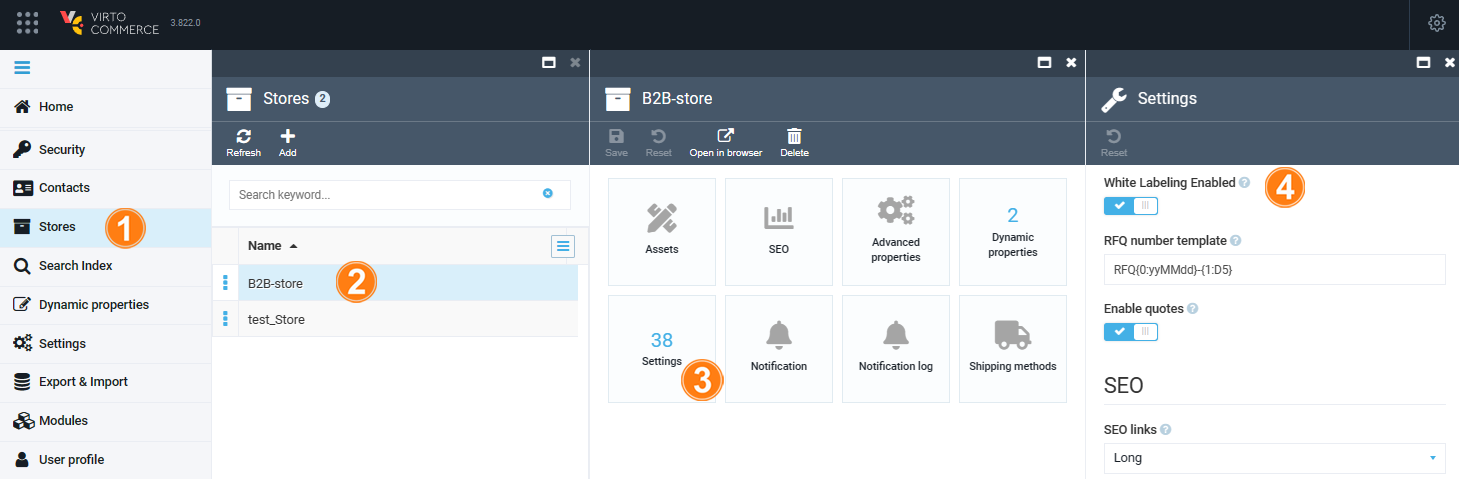 VIRTO
COMMERCE
3.822.0
Home
Security
Contacts
Stores
1
Search Index
Dynamic properties
Settings
Export & Import
Modules
User profile
Stores 2
Refresh
Add
Search keyword...
Name
B2B-store
2
test_Store
B2B-store
Save
Reset
Open in browser
Delete
Assets
SEO
Advanced
properties
2
Dynamic
properties
38
Settings
3
Notification
Notification log
Shipping methods
Settings
Reset
White Labeling Enabled ?
4
RFQ number template ?
RFQ{0:yyMMdd}-{1:D5}
Enable quotes ?
SEO
SEO links ?
Long